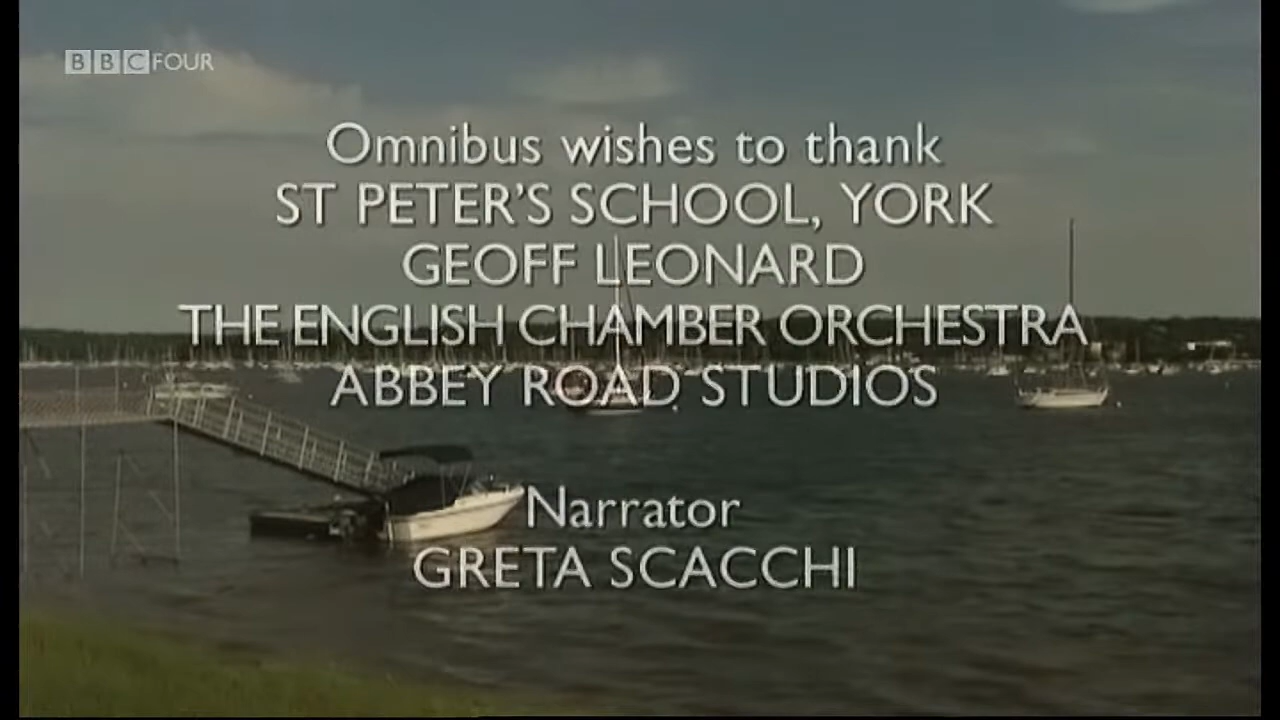 BBC FOUR
Omnibus wishes to thank
ST PETER'S SCHOOL, YORK
GEOFF LEONARD
THE ENGLISH CHAMBER ORCHESTRA
ABBEY ROAD STUDIOS
Narrator
GRETA SCACCHI